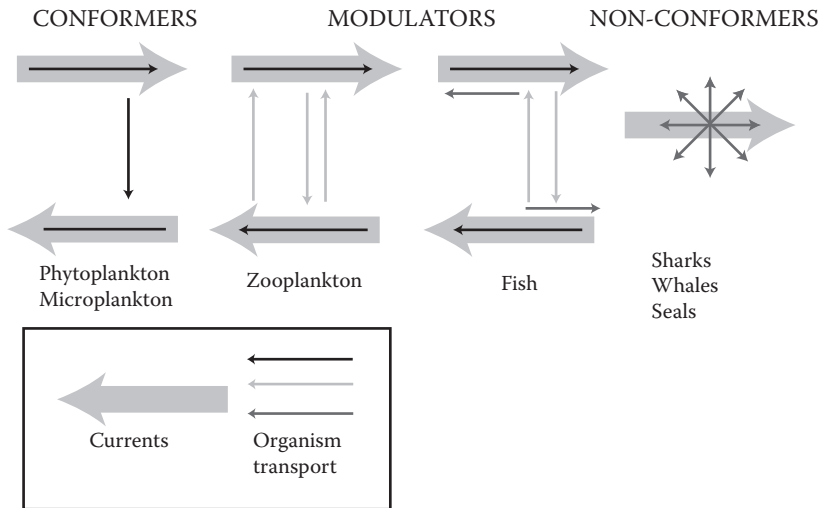 CONFORMERS
MODULATORS
NON-CONFORMERS
Phytoplankton
Microplankton
Zooplankton
Fish
Sharks
Whales
Seals
Currents
Organism
transport